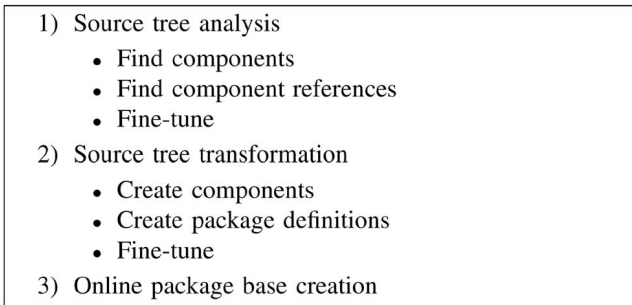 1) Source tree analysis
• Find components
• Find component references
• Fine-tune
2) Source tree transformation
• Create components
• Create package definitions
• Fine-tune
3) Online package base creation